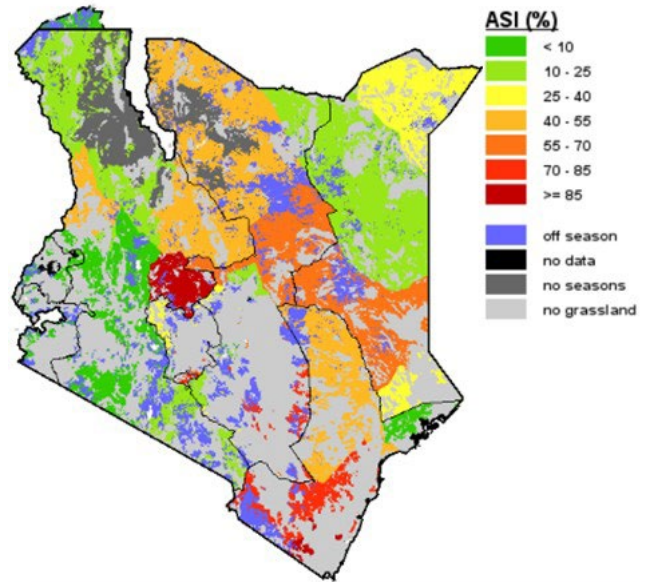 ASI (%)
< 10
10 - 25
25 - 40
40 - 55
55 - 70
70 - 85
>= 85
off season
no data
no seasons
no grassland